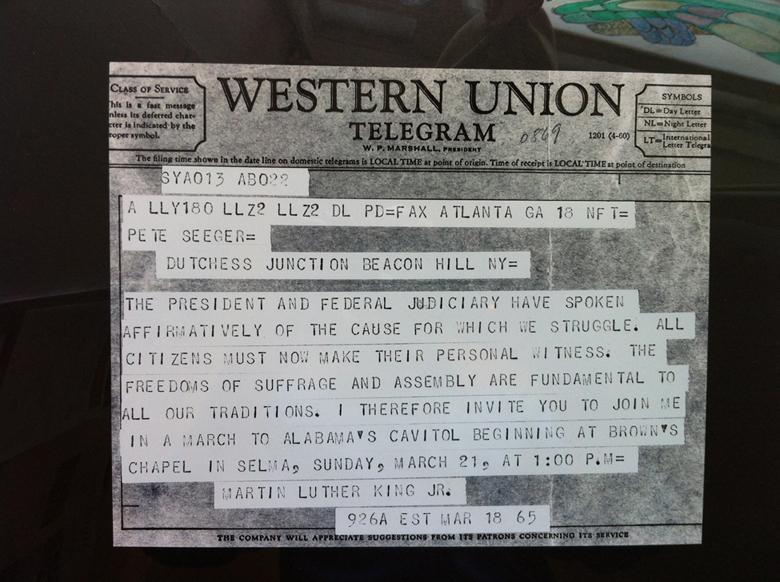 CLASS OF SERVICE
This is a fast message
unless its deferred char-
acter is indicated by the
proper symbol.
WESTERN UNION
TELEGRAM
W. P. MARSHALL, PRESIDENT
0869
1201 (4-60)
SYMBOLS
DL=Day Letter
NL=Night Letter
LT=International Letter Telegra
The filing time shown in the date line on domestic telegrams is LOCAL TIME at point of origin. Time of receipt is LOCAL TIME at point of destination
SYA013 AB022
A LLY180 LLZ2 LLZ2 DL PD=FAX ATLANTA GA 18 NFT=
PETE SEEGER=
DUTCHESS JUNCTION BEACON HILL NY=
THE PRESIDENT AND FEDERAL JUDICIARY HAVE SPOKEN
AFFIRMATIVELY OF THE CAUSE FOR WHICH WE STRUGGLE. ALL
CITIZENS MUST NOW MAKE THEIR PERSONAL WITNESS. THE
FREEDOMS OF SUFFRAGE AND ASSEMBLY ARE FUNDAMENTAL TO
ALL OUR TRADITIONS. I THEREFORE INVITE YOU TO JOIN ME
IN A MARCH TO ALABAMA'S CAVITOL BEGINNING AT BROWN'S
CHAPEL IN SELMA, SUNDAY, MARCH 21, AT 1:00 P.M=
MARTIN LUTHER KING JR.
926A EST MAR 18 65
THE COMPANY WILL APPRECIATE SUGGESTIONS FROM ITS PATRONS CONCERNING ITS SERVICE